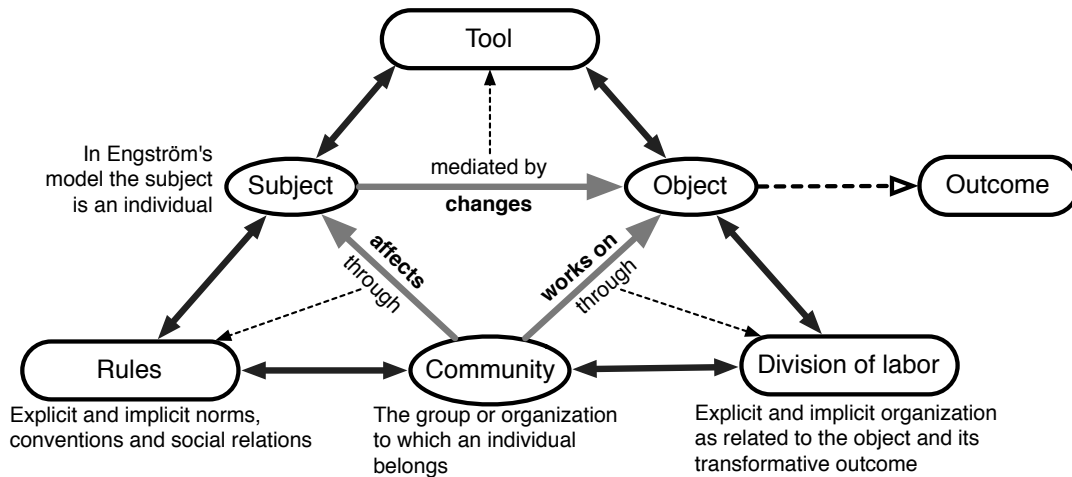 Tool
In Engström's
model the subject
is an individual
Subject
mediated by
changes
Object
Outcome
affects
through
works on
through
Rules
Community
Division of labor
Explicit and implicit norms,
conventions and social relations
The group or organization
to which an individual
belongs
Explicit and implicit organization
as related to the object and its
transformative outcome